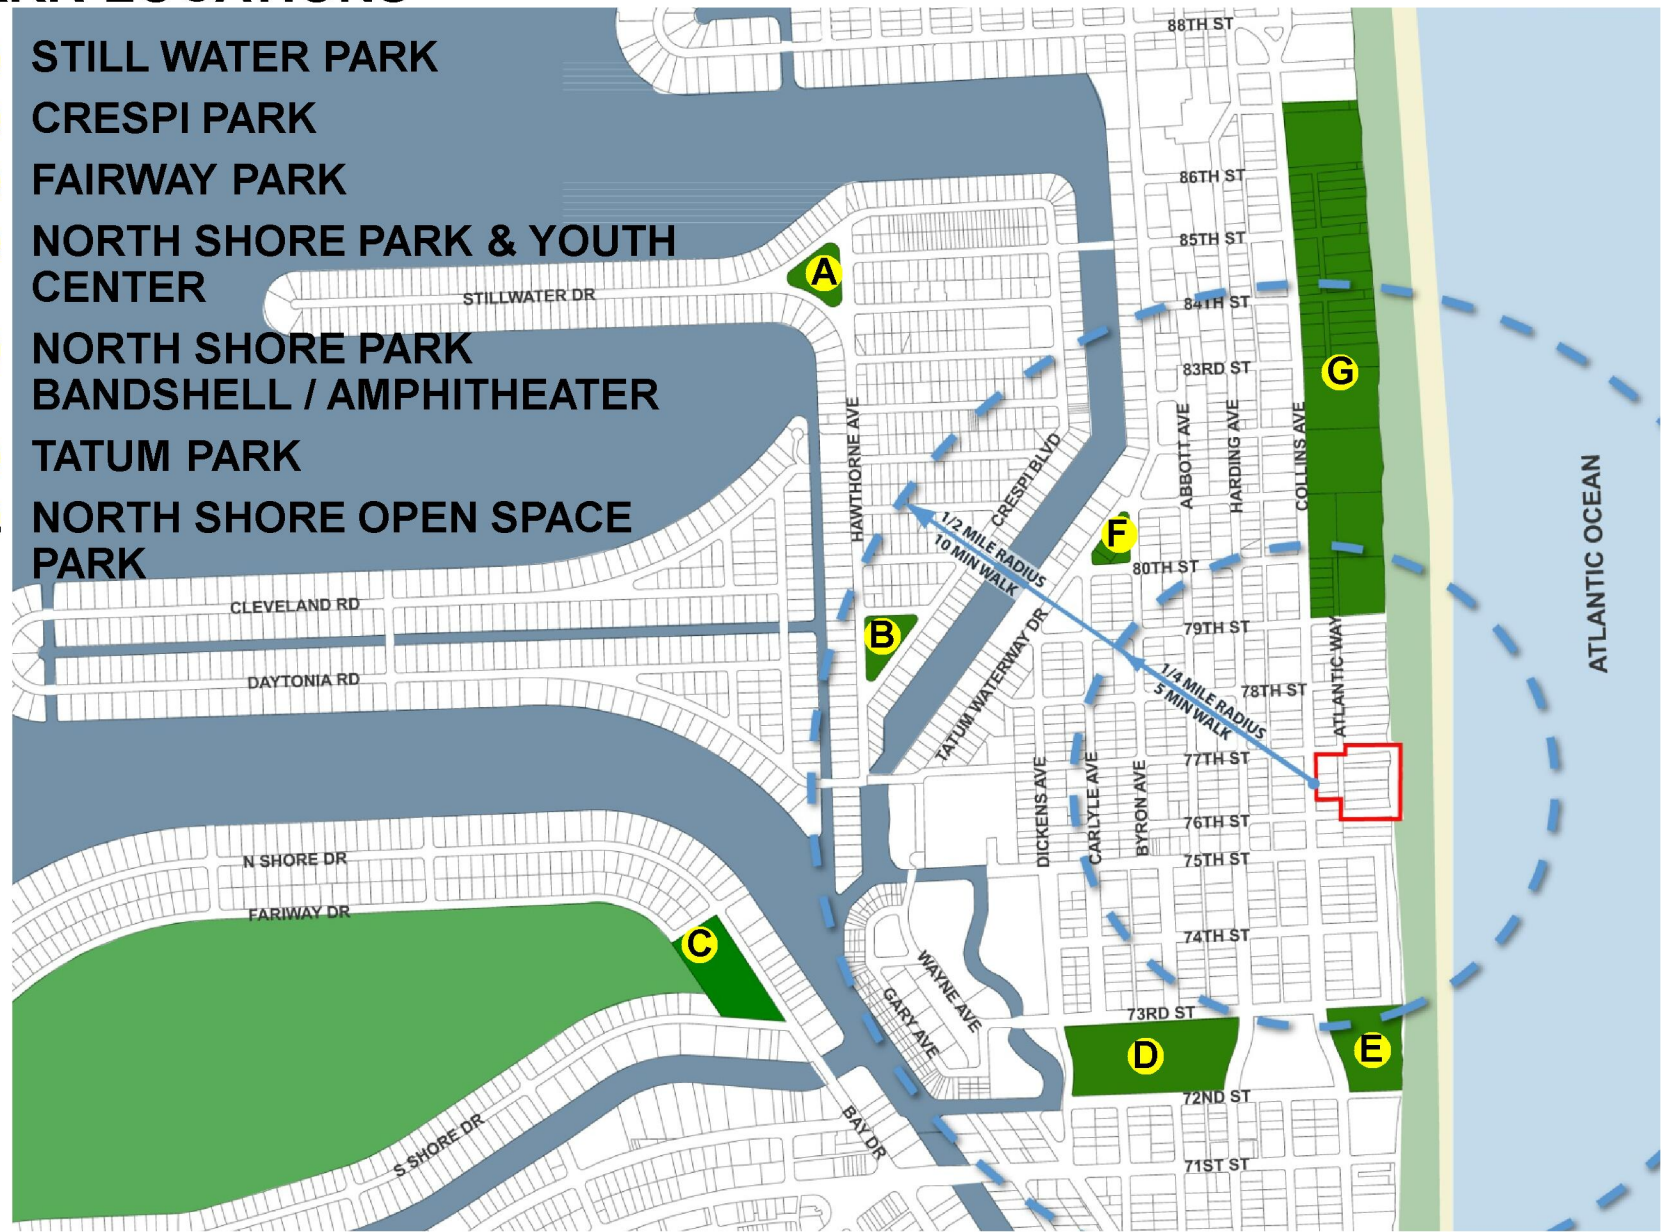 STILL WATER PARK
CRESPI PARK
FAIRWAY PARK
NORTH SHORE PARK & YOUTH
CENTER
NORTH SHORE PARK
BANDSHELL / AMPHITHEATER
TATUM PARK
NORTH SHORE OPEN SPACE
PARK
88TH ST
86TH ST
85TH ST
A
STILLWATER DR
84TH ST
83RD ST
G
HAWTHORNE AVE
CRESPI BLVD
ABBOTT AVE
HARDING AVE
COLLINS AVE
ATLANTIC OCEAN
1/2 MILE RADIUS
10 MIN WALK
F
80TH ST
CLEVELAND RD
B
79TH ST
TATUM WATERWAY DR
ATLANTIC WAY
DAYTONIA RD
1/4 MILE RADIUS
5 MIN WALK
78TH ST
77TH ST
DICKENS AVE
CARLYLE AVE
BYRON AVE
76TH ST
75TH ST
N SHORE DR
FARIWAY DR
C
74TH ST
WAYNE AVE
GARY AVE
73RD ST
D
E
72ND ST
S SHORE DR
BAY DR
71ST ST